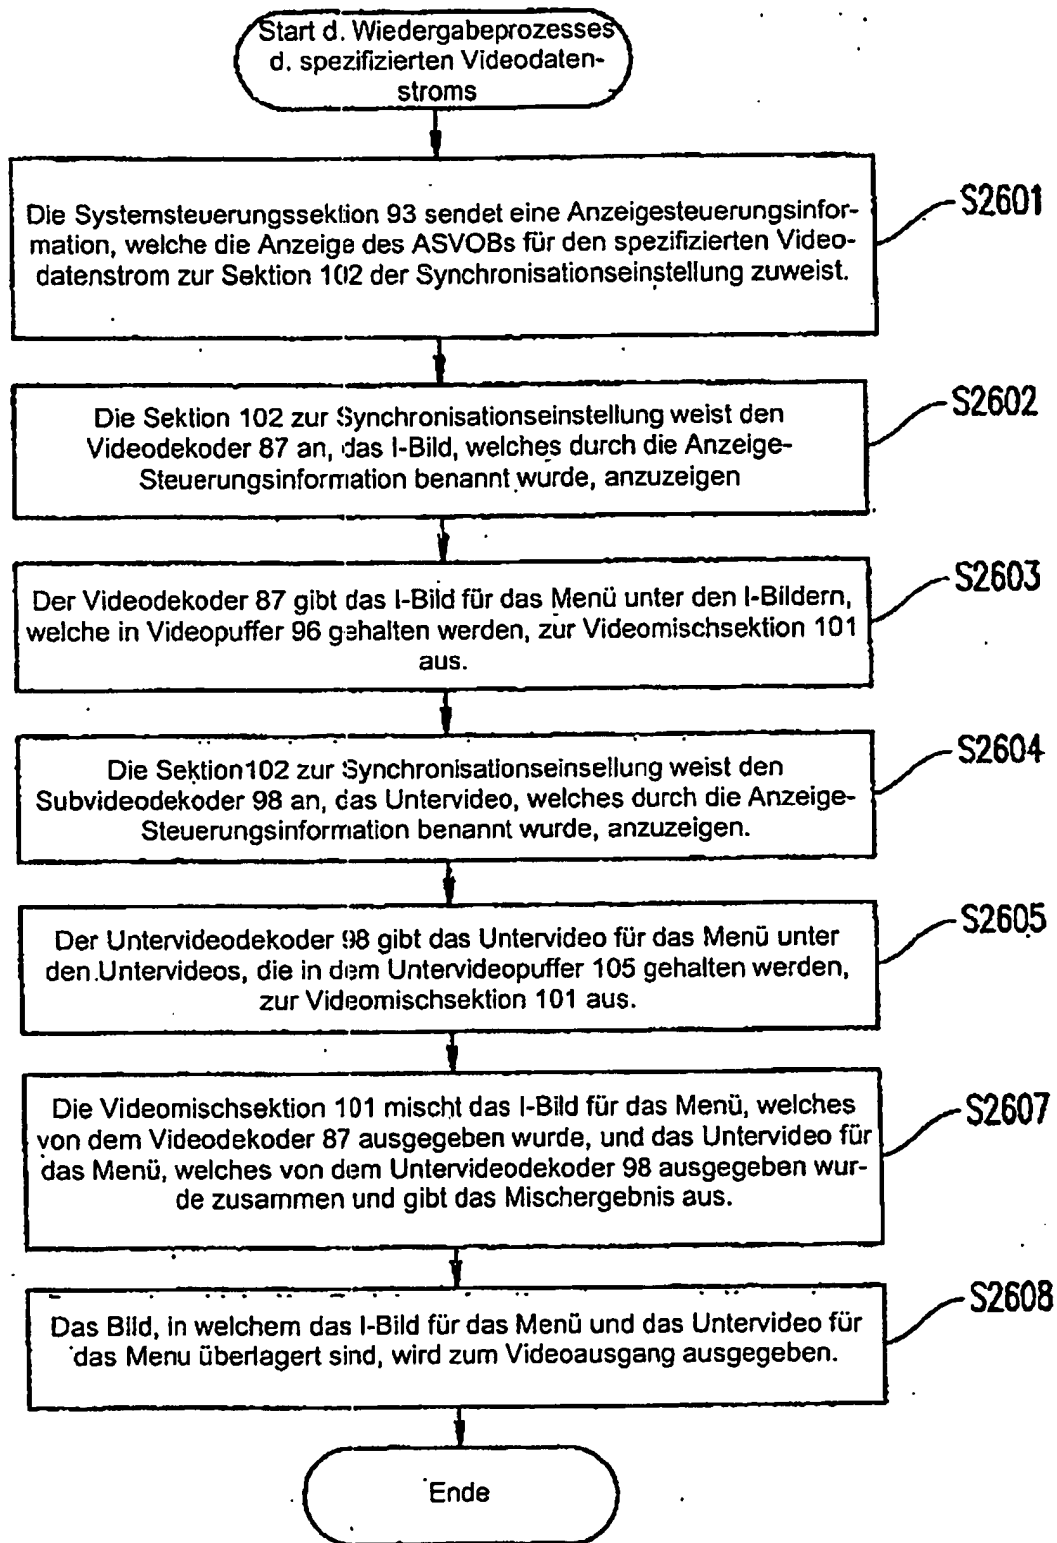 Start d. Wiedergabeprozesses
d. spezifizierten Videodaten-
stroms
Die Systemsteuerungssektion 93 sendet eine Anzeigesteuerungsinfor-
mation, welche die Anzeige des ASVOBs für den spezifizierten Video-
datenstrom zur Sektion 102 der Synchronisationseinstellung zuweist.
S2601
Die Sektion 102 zur Synchronisationseinstellung weist den
Videodekoder 87 an, das I-Bild, welches durch die Anzeige-
Steuerungsinformation benannt wurde, anzuzeigen
S2602
Der Videodekoder 87 gibt das I-Bild für das Menü unter den I-Bildern,
welche in Videopuffer 96 gehalten werden, zur Videomischsektion 101
aus.
S2603
Die Sektion102 zur Synchronisationseinsellung weist den
Subvideodekoder 98 an, das Untervideo, welches durch die Anzeige-
Steuerungsinformation benannt wurde, anzuzeigen.
S2604
Der Untervideodekoder 98 gibt das Untervideo für das Menü unter
den Untervideos, die in dem Untervideopuffer 105 gehalten werden,
zur Videomischsektion 101 aus.
S2605
Die Videomischsektion 101 mischt das I-Bild für das Menü, welches
von dem Videodekoder 87 ausgegeben wurde, und das Untervideo für
das Menü, welches von dem Untervideodekoder 98 ausgegeben wur-
de zusammen und gibt das Mischergebnis aus.
S2607
Das Bild, in welchem das I-Bild für das Menü und das Untervideo für
das Menu überlagert sind, wird zum Videoausgang ausgegeben.
S2608
Ende